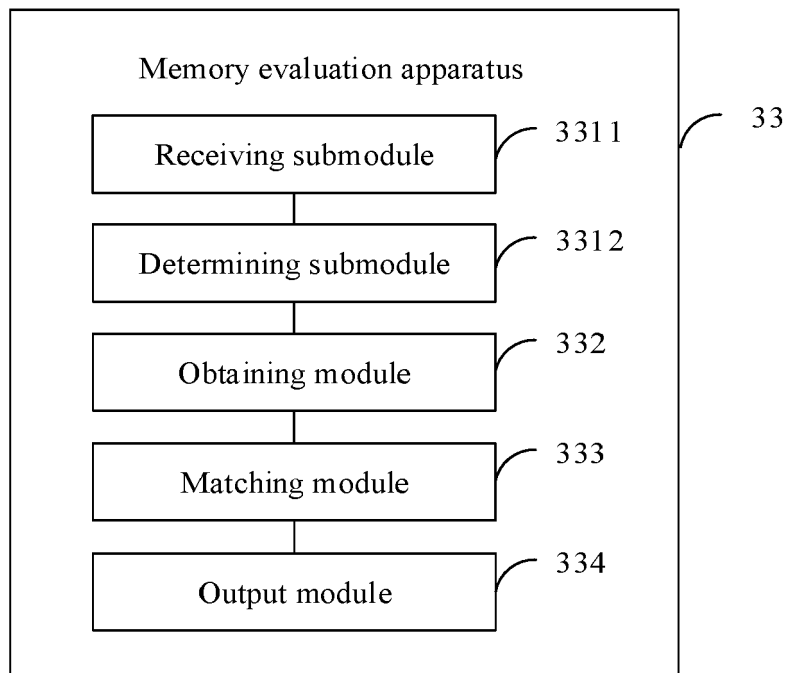 Memory evaluation apparatus
33
Receiving submodule
3311
Determining submodule
3312
Obtaining module
332
Matching module
333
Output module
334